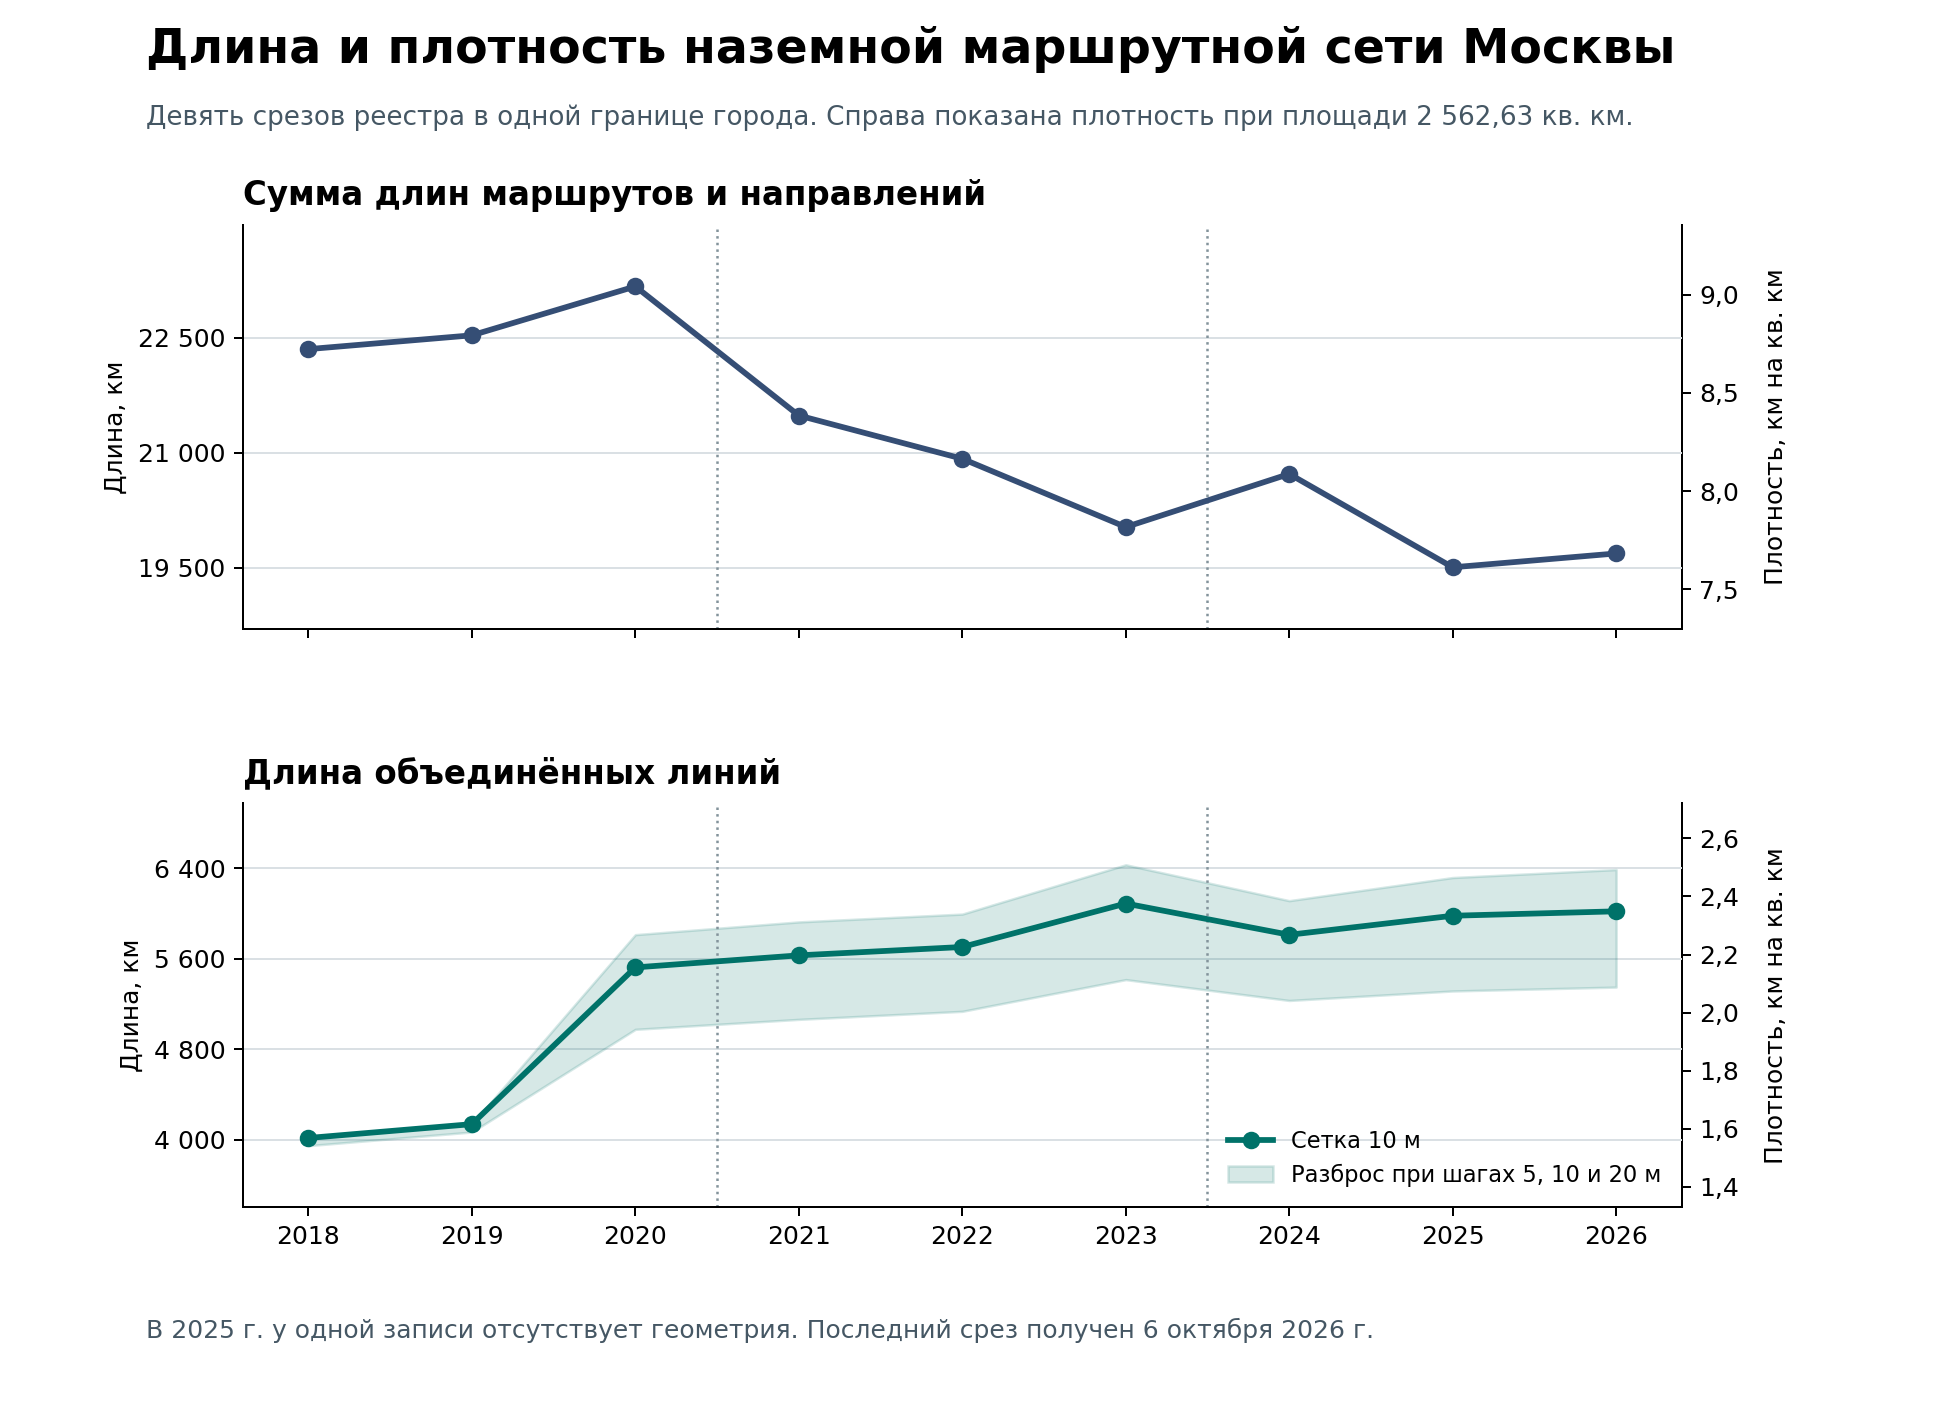 Длина и плотность наземной маршрутной сети Москвы
Девять срезов реестра в одной границе города. Справа показана плотность при площади 2 562,63 кв. км.
Сумма длин маршрутов и направлений
Длина, км
22 500
21 000
19 500
9,0
8,5
8,0
7,5
Плотность, км на кв. км
Длина объединённых линий
Длина, км
6 400
5 600
4 800
4 000
2,6
2,4
2,2
2,0
1,8
1,6
1,4
Плотность, км на кв. км
Сетка 10 м
Разброс при шагах 5, 10 и 20 м
2018 2019 2020 2021 2022 2023 2024 2025 2026
В 2025 г. у одной записи отсутствует геометрия. Последний срез получен 6 октября 2026 г.